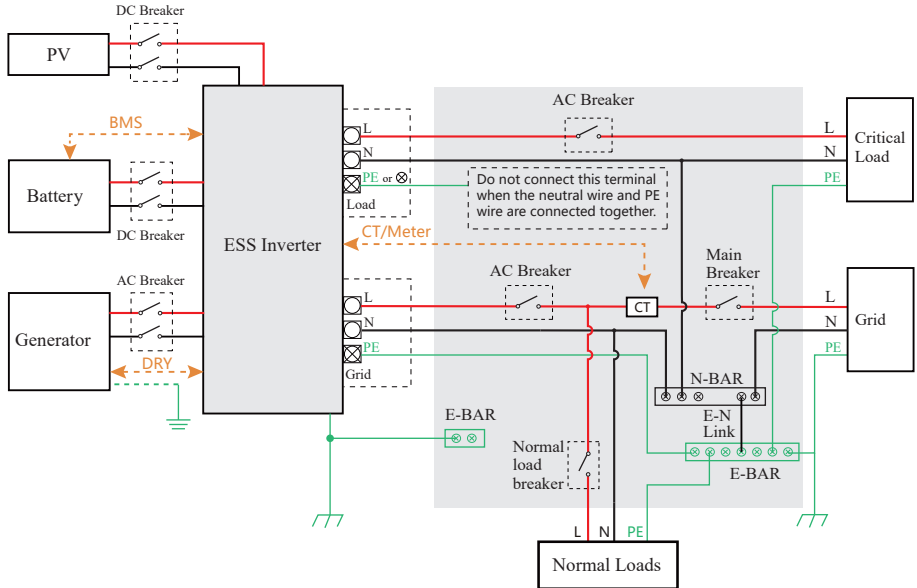 DC Breaker
PV
BMS
Battery
DC Breaker
AC Breaker
Generator
DRY
ESS Inverter
L
N
PE or
Load
Do not connect this terminal
when the neutral wire and PE
wire are connected together.
CT/Meter
L
N
PE
Grid
AC Breaker
L
N
PE
Critical
Load
AC Breaker
CT
Main
Breaker
L
N
PE
Grid
N-BAR
E-N
Link
E-BAR
E-BAR
Normal
load
breaker
L
N
PE
Normal Loads